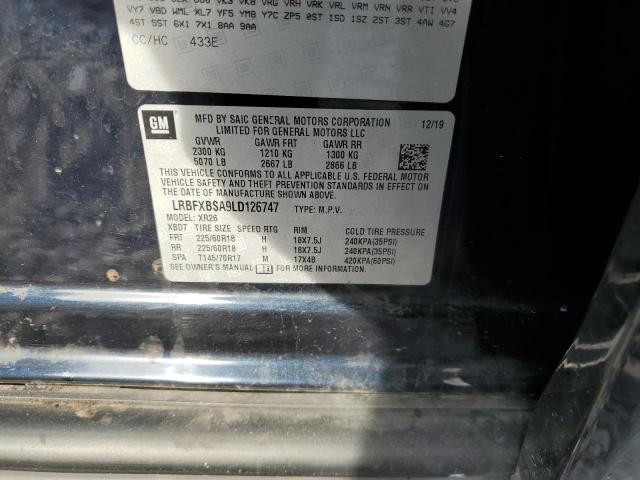 VY7 V8D WML XL7 YF5 YM8 Y7C ZP5 0ST 1SD 1SZ 2ST 3ST 4AW 4G7
4ST 5ST 6X1 7X1 8AA 9AA
CC/HC 433E
GM
MFD BY SAIC GENERAL MOTORS CORPORATION 12/19
LIMITED FOR GENERAL MOTORS LLC
GVWR GAWR FRT GAWR RR
2300 KG 1210 KG 1300 KG
5070 LB 2667 LB 2866 LB
THIS VEHICLE CONFORMS TO ALL APPLICABLE U.S. FEDERAL MOTOR
VEHICLE SAFETY, BUMPER, AND THEFT PREVENTION STANDARDS IN EFFECT ON
THE DATE OF MANUFACTURE SHOWN ABOVE.
LRBFXBSA9LD126747 TYPE: M.P.V.
MODEL: XR26
XBD7 TIRE SIZE SPEED RTG RIM COLD TIRE PRESSURE
FRT 225/60R18 H 18X7.5J 240KPA(35PSI)
RR 225/60R18 H 18X7.5J 240KPA(35PSI)
SPA T145/70R17 M 17X4B 420KPA(60PSI)
SEE OWNER'S MANUAL i FOR MORE INFORMATION.